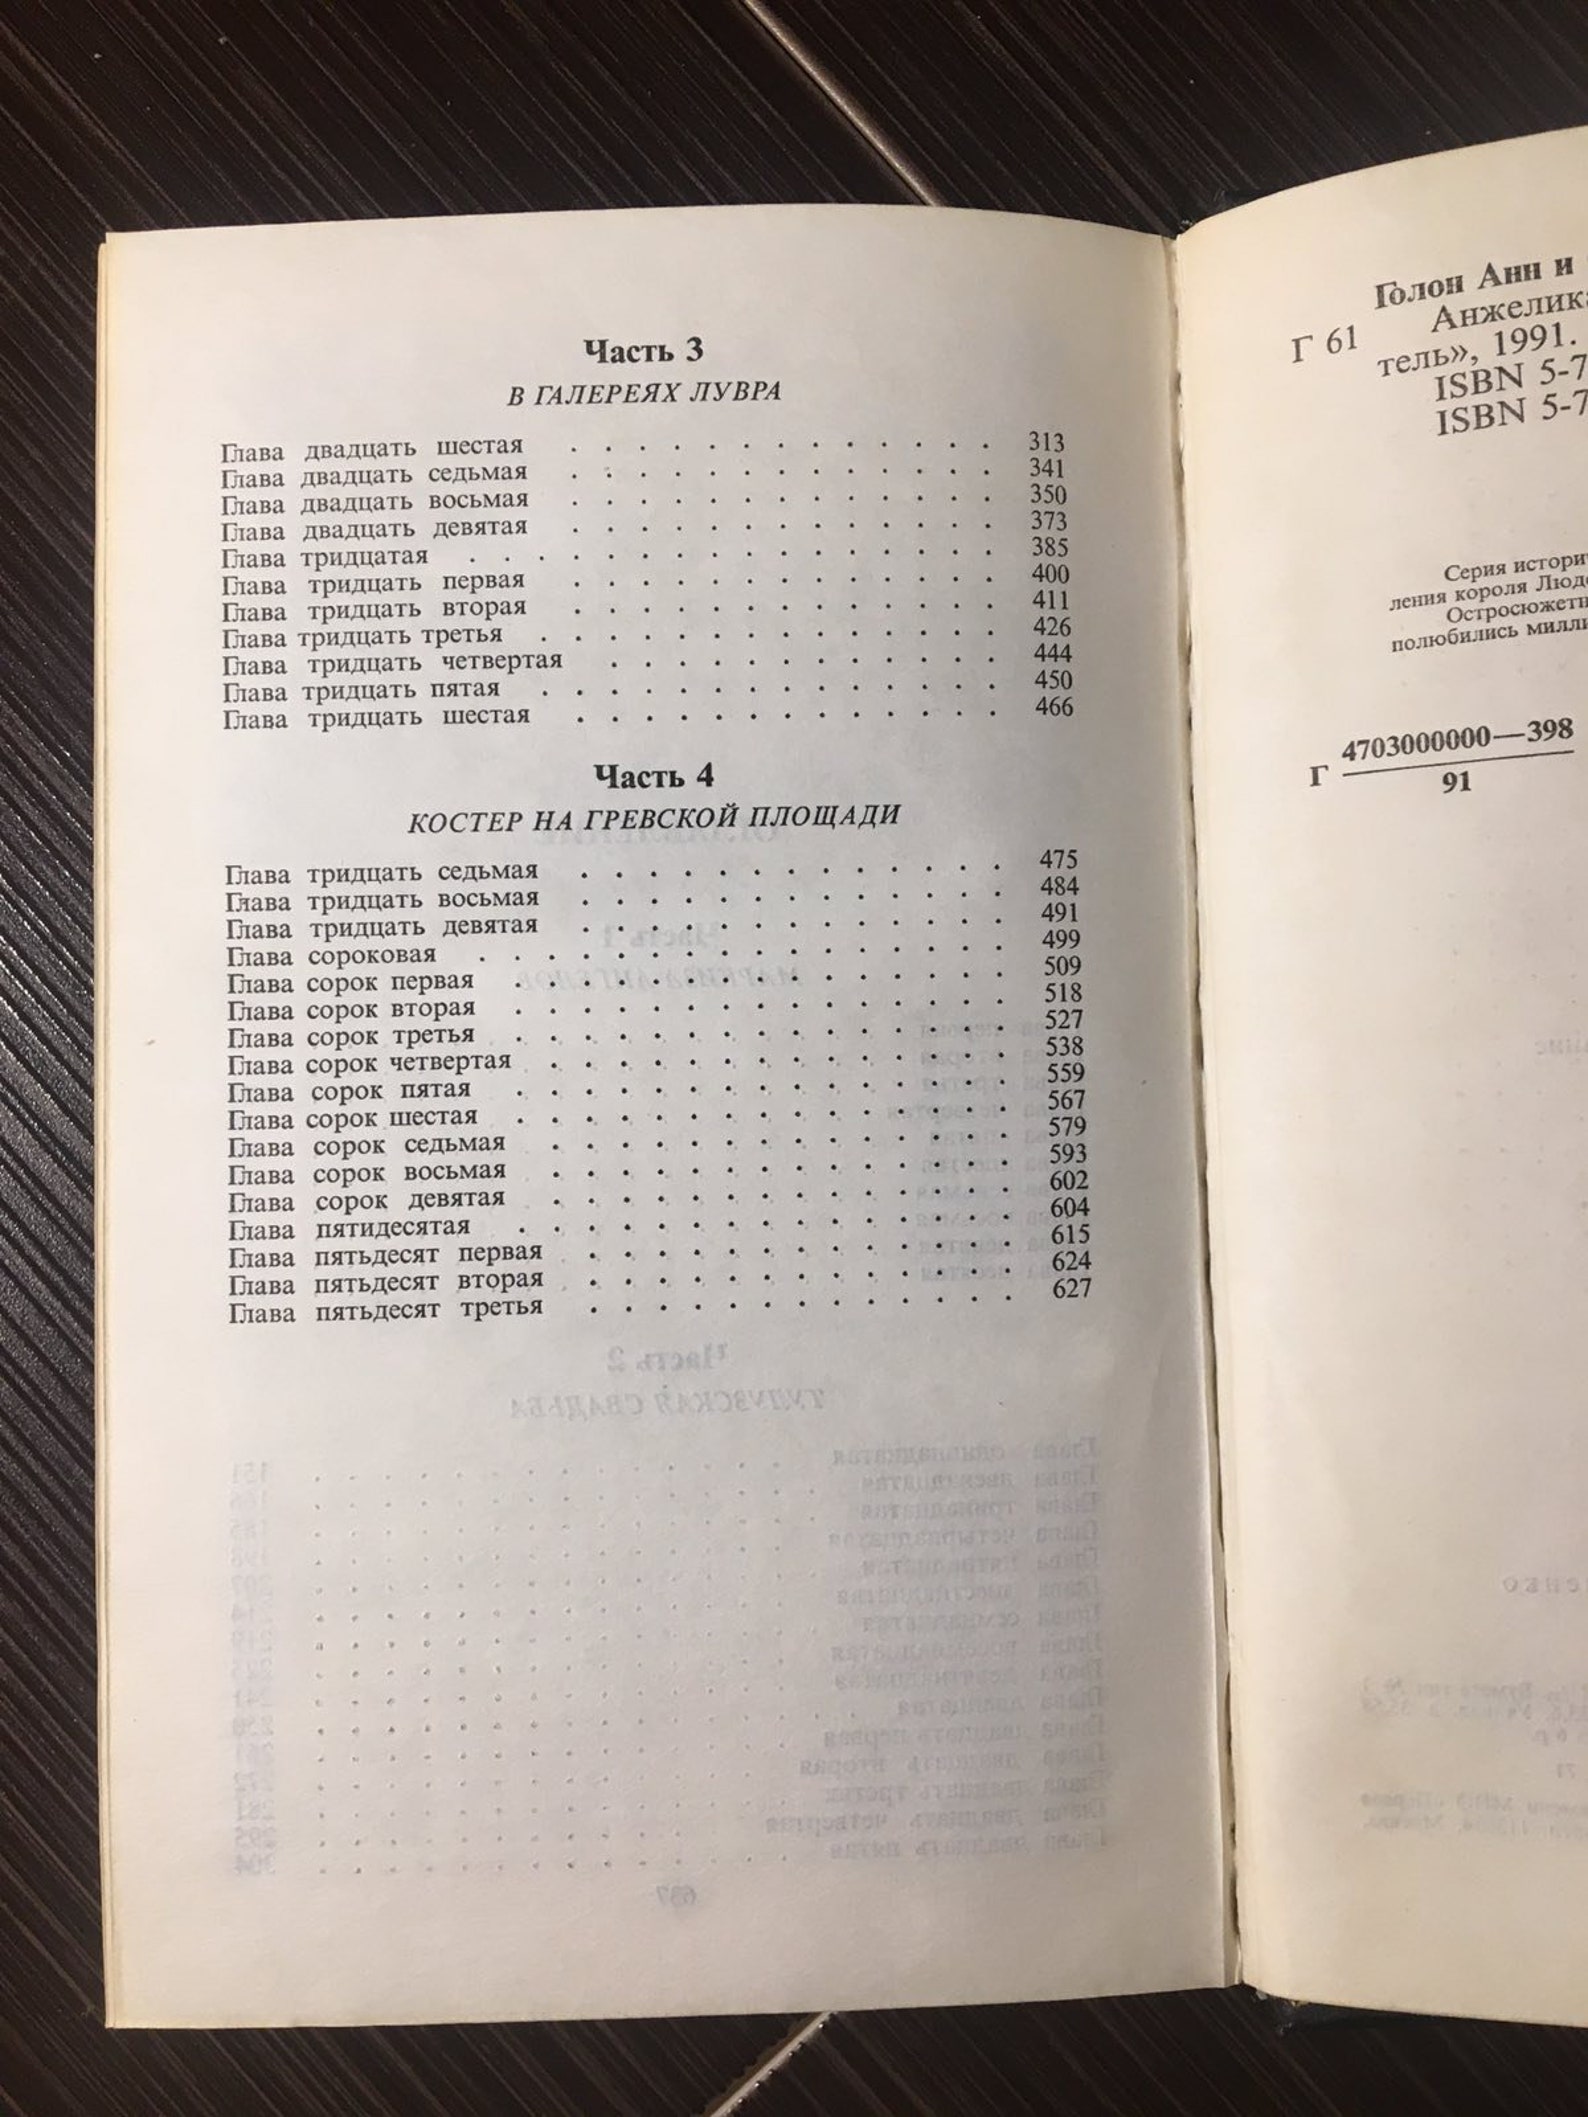 Часть 3
В ГАЛЕРЕЯХ ЛУВРА
Глава двадцать шестая . . . . . . . . . . . . . 313
Глава двадцать седьмая . . . . . . . . . . . . . 341
Глава двадцать восьмая . . . . . . . . . . . . . 350
Глава двадцать девятая . . . . . . . . . . . . . 373
Глава тридцатая . . . . . . . . . . . . . . . . 385
Глава тридцать первая . . . . . . . . . . . . . 400
Глава тридцать вторая . . . . . . . . . . . . . 411
Глава тридцать третья . . . . . . . . . . . . . . 426
Глава тридцать четвертая . . . . . . . . . . . . 444
Глава тридцать пятая . . . . . . . . . . . . . . 450
Глава тридцать шестая . . . . . . . . . . . . . 466
Часть 4
КОСТЕР НА ГРЕВСКОЙ ПЛОЩАДИ
Глава тридцать седьмая . . . . . . . . . . . . . 475
Глава тридцать восьмая . . . . . . . . . . . . . 484
Глава тридцать девятая . . . . . . . . . . . . . 491
Глава сороковая . . . . . . . . . . . . . . . . 499
Глава сорок первая . . . . . . . . . . . . . . . 509
Глава сорок вторая . . . . . . . . . . . . . . . 518
Глава сорок третья . . . . . . . . . . . . . . . 527
Глава сорок четвертая . . . . . . . . . . . . . . 538
Глава сорок пятая . . . . . . . . . . . . . . . 559
Глава сорок шестая . . . . . . . . . . . . . . . 567
Глава сорок седьмая . . . . . . . . . . . . . . 579
Глава сорок восьмая . . . . . . . . . . . . . . 593
Глава сорок девятая . . . . . . . . . . . . . . 602
Глава пятидесятая . . . . . . . . . . . . . . . 604
Глава пятьдесят первая . . . . . . . . . . . . . 615
Глава пятьдесят вторая . . . . . . . . . . . . . 624
Глава пятьдесят третья . . . . . . . . . . . . . 627
Голон Анн и
Анжелика
Г 61
тель», 1991.
ISBN 5-7
ISBN 5-7
Серия истори
ления короля Людо
Остросюжетн
полюбились милли
4703000000—398
Г
91